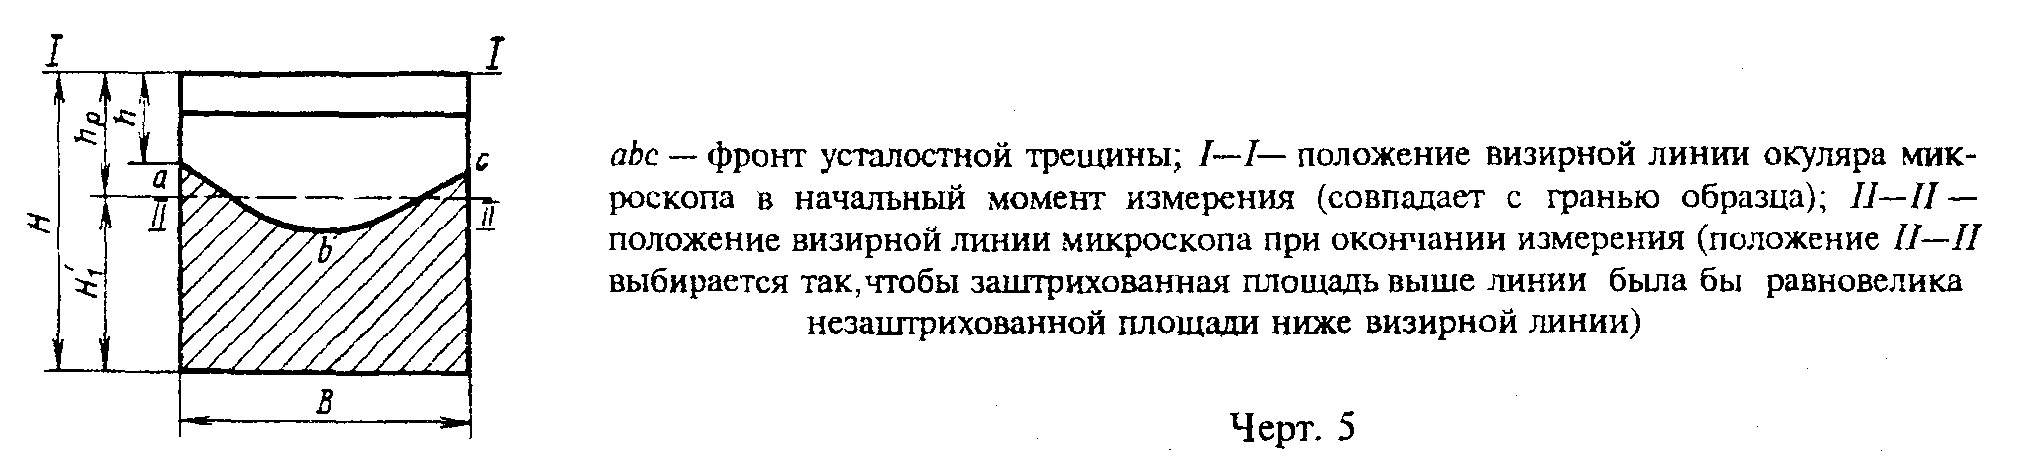 I I
H
hр
h
a
c
II II
b
H′1
B
abc — фронт усталостной трещины; I—I— положение визирной линии окуляра мик-
роскопа в начальный момент измерения (совпадает с гранью образца); II—II —
положение визирной линии микроскопа при окончании измерения (положение II—II
выбирается так,чтобы заштрихованная площадь выше линии была бы равновелика
незаштрихованной площади ниже визирной линии)
Черт. 5